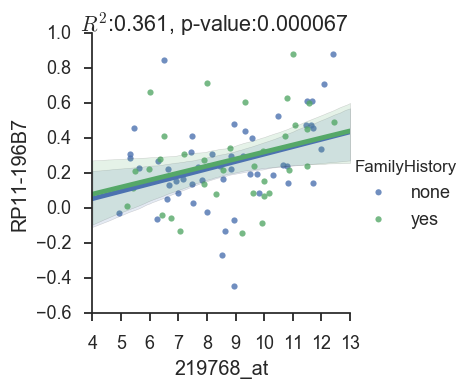 R²:0.361, p-value:0.000067
1.0
0.8
0.6
0.4
0.2
0.0
−0.2
−0.4
−0.6
RP11-196B7
4 5 6 7 8 9 10 11 12 13
219768_at
FamilyHistory
none
yes